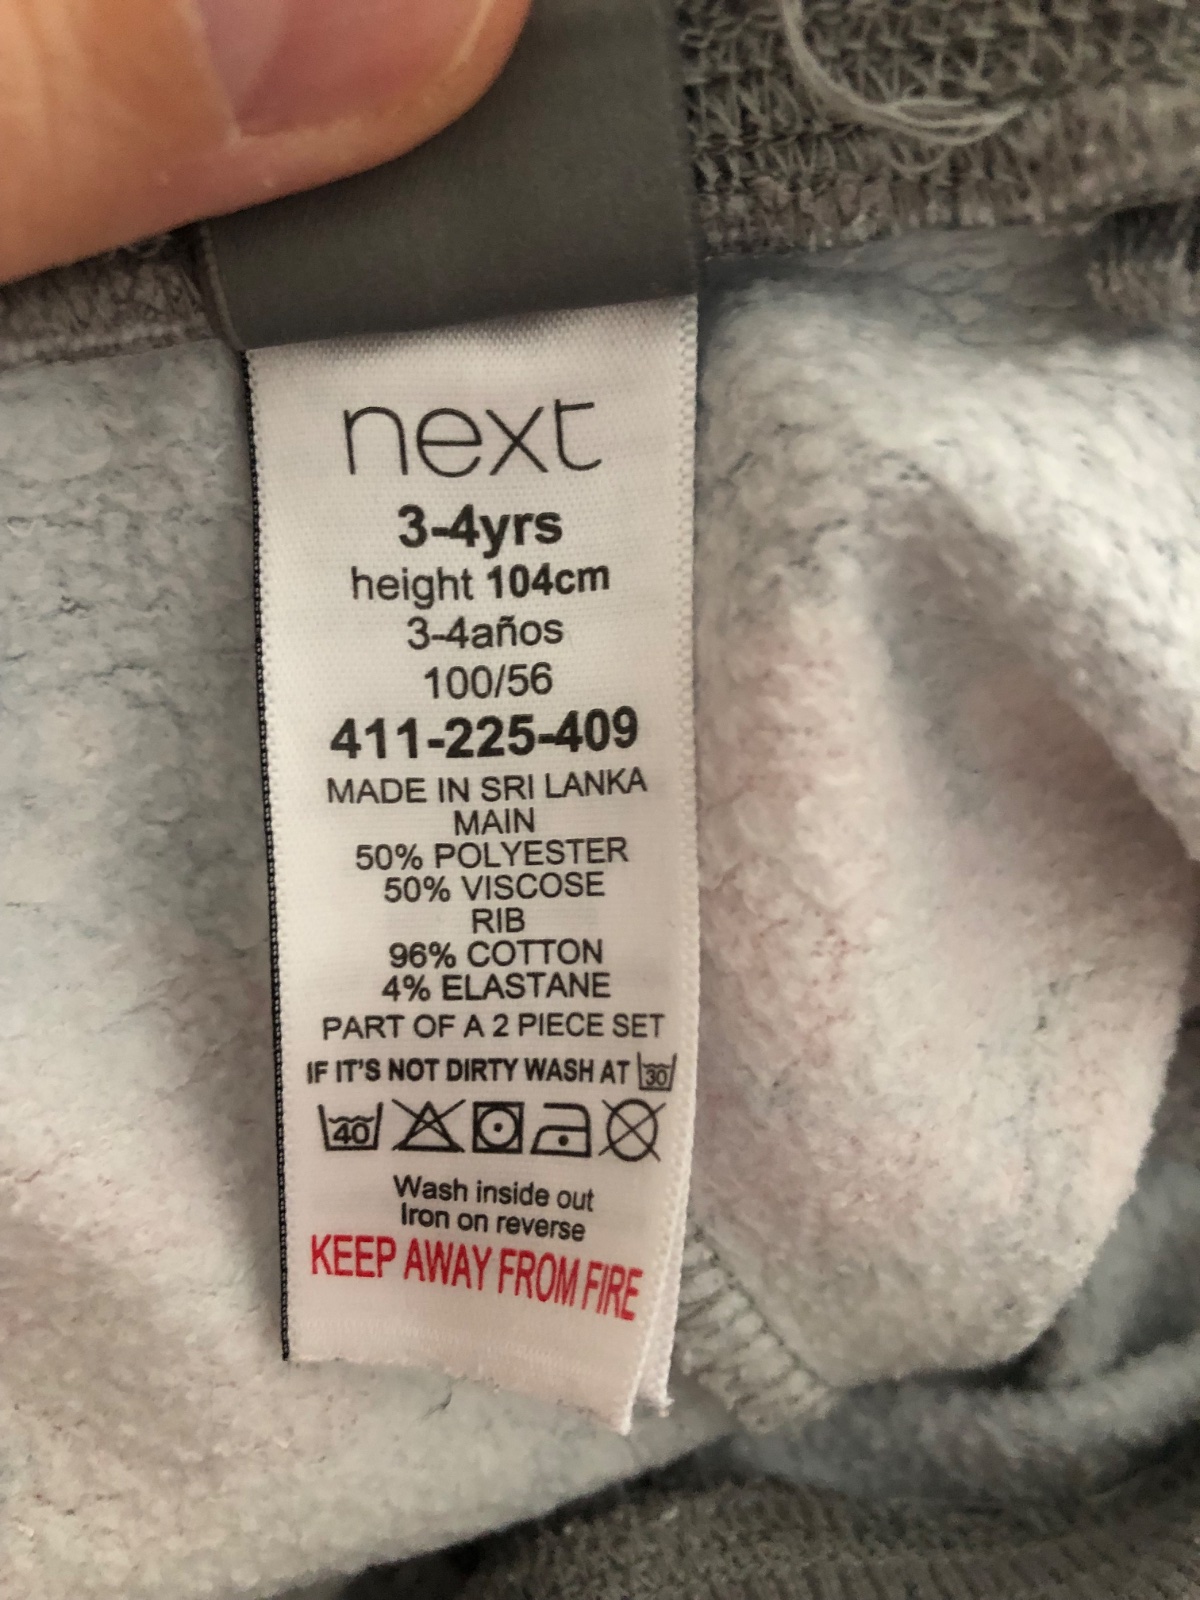 next
3-4yrs
height 104cm
3-4años
100/56
411-225-409
MADE IN SRI LANKA
MAIN
50% POLYESTER
50% VISCOSE
RIB
96% COTTON
4% ELASTANE
PART OF A 2 PIECE SET
IF IT'S NOT DIRTY WASH AT 30
40
Wash inside out
Iron on reverse
KEEP AWAY FROM FIRE